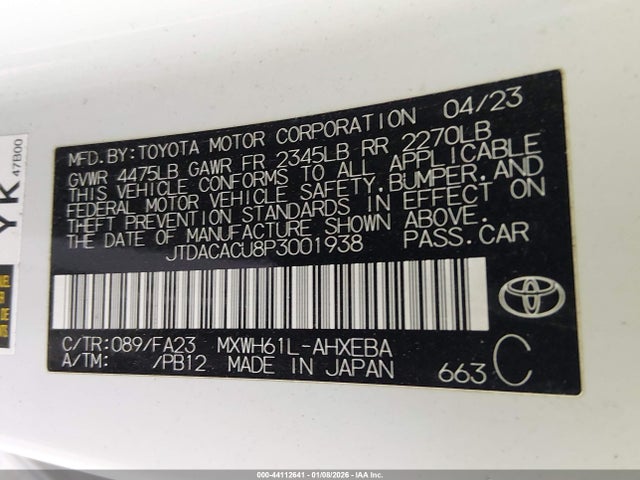 MFD. BY: TOYOTA MOTOR CORPORATION 04/23
GVWR 4475LB GAWR FR 2345LB RR 2270LB
THIS VEHICLE CONFORMS TO ALL APPLICABLE
FEDERAL MOTOR VEHICLE SAFETY, BUMPER, AND
THEFT PREVENTION STANDARDS IN EFFECT ON
THE DATE OF MANUFACTURE SHOWN ABOVE.
JTDACACU8P3001938 PASS. CAR
C/TR: 089/FA23 MXWH61L-AHXEBA
A/TM: /PB12 MADE IN JAPAN 663 C
YK
47B00
000-44112641 - 01/08/2026 - IAA Inc.